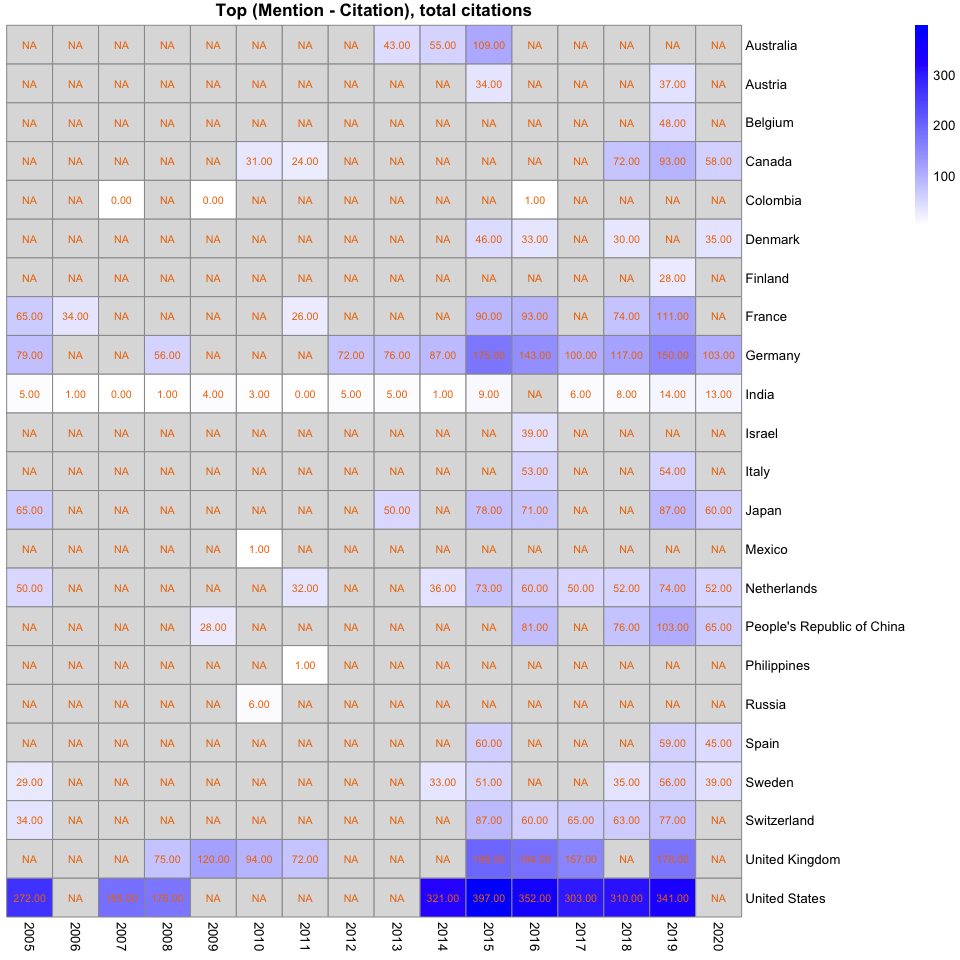 Top (Mention - Citation), total citations
NA NA NA NA NA NA NA NA 43.00 55.00 109.00 NA NA NA NA NA Australia
NA NA NA NA NA NA NA NA NA NA 34.00 NA NA NA 37.00 NA Austria
NA NA NA NA NA NA NA NA NA NA NA NA NA NA 48.00 NA Belgium
NA NA NA NA NA 31.00 24.00 NA NA NA NA NA NA 72.00 93.00 58.00 Canada
NA NA 0.00 NA 0.00 NA NA NA NA NA NA 1.00 NA NA NA NA Colombia
NA NA NA NA NA NA NA NA NA NA 46.00 33.00 NA 30.00 NA 35.00 Denmark
NA NA NA NA NA NA NA NA NA NA NA NA NA NA 28.00 NA Finland
65.00 34.00 NA NA NA NA 26.00 NA NA NA 90.00 93.00 NA 74.00 111.00 NA France
79.00 NA NA 56.00 NA NA NA 72.00 76.00 87.00 143.00 100.00 117.00 150.00 103.00 Germany
5.00 1.00 0.00 1.00 4.00 3.00 0.00 5.00 5.00 1.00 9.00 NA 6.00 8.00 14.00 13.00 India
NA NA NA NA NA NA NA NA NA NA NA 39.00 NA NA NA NA Israel
NA NA NA NA NA NA NA NA NA NA NA 53.00 NA NA 54.00 NA Italy
65.00 NA NA NA NA NA NA NA 50.00 NA 78.00 71.00 NA NA 87.00 60.00 Japan
NA NA NA NA NA 1.00 NA NA NA NA NA NA NA NA NA NA Mexico
50.00 NA NA NA NA NA 32.00 NA NA 36.00 73.00 60.00 50.00 52.00 74.00 52.00 Netherlands
NA NA NA NA 28.00 NA NA NA NA NA NA 81.00 NA 76.00 103.00 65.00 People's Republic of China
NA NA NA NA NA NA 1.00 NA NA NA NA NA NA NA NA NA Philippines
NA NA NA NA NA 6.00 NA NA NA NA NA NA NA NA NA NA Russia
NA NA NA NA NA NA NA NA NA NA 60.00 NA NA NA 59.00 45.00 Spain
29.00 NA NA NA NA NA NA NA NA 33.00 51.00 NA NA 35.00 56.00 39.00 Sweden
34.00 NA NA NA NA NA NA NA NA NA 87.00 60.00 65.00 63.00 77.00 NA Switzerland
NA NA NA 75.00 120.00 94.00 72.00 NA NA NA 157.00 NA NA United Kingdom
272.00 NA NA NA NA NA NA 321.00 397.00 352.00 303.00 310.00 341.00 NA United States
2005 2006 2007 2008 2009 2010 2011 2012 2013 2014 2015 2016 2017 2018 2019 2020
300
200
100